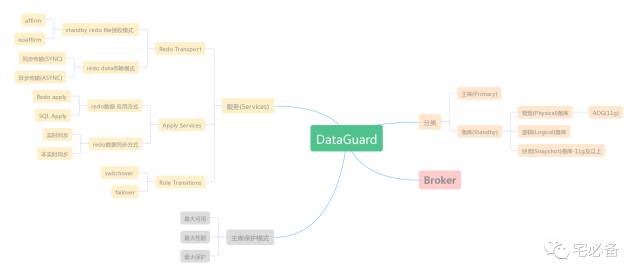 affirm
noaffirm
standby redo file接收模式
同步传输(SYNC)
异步传输(ASYNC)
redo data传输模式
Redo Transport
Redo apply
SQL Apply
redo数据 应用方式
实时同步
非实时同步
redo数据同步方式
Apply Services
switchover
failover
Role Transitions
服务(Services)
最大可用
最大性能
最大保护
主库保护模式
DataGuard
分类
主库(Primary)
备库(Standby)
物理(Physical)备库
ADG(11g)
逻辑(Logical)备库
快照(Snapshot)备库-11g及以上
Broker
宅必备